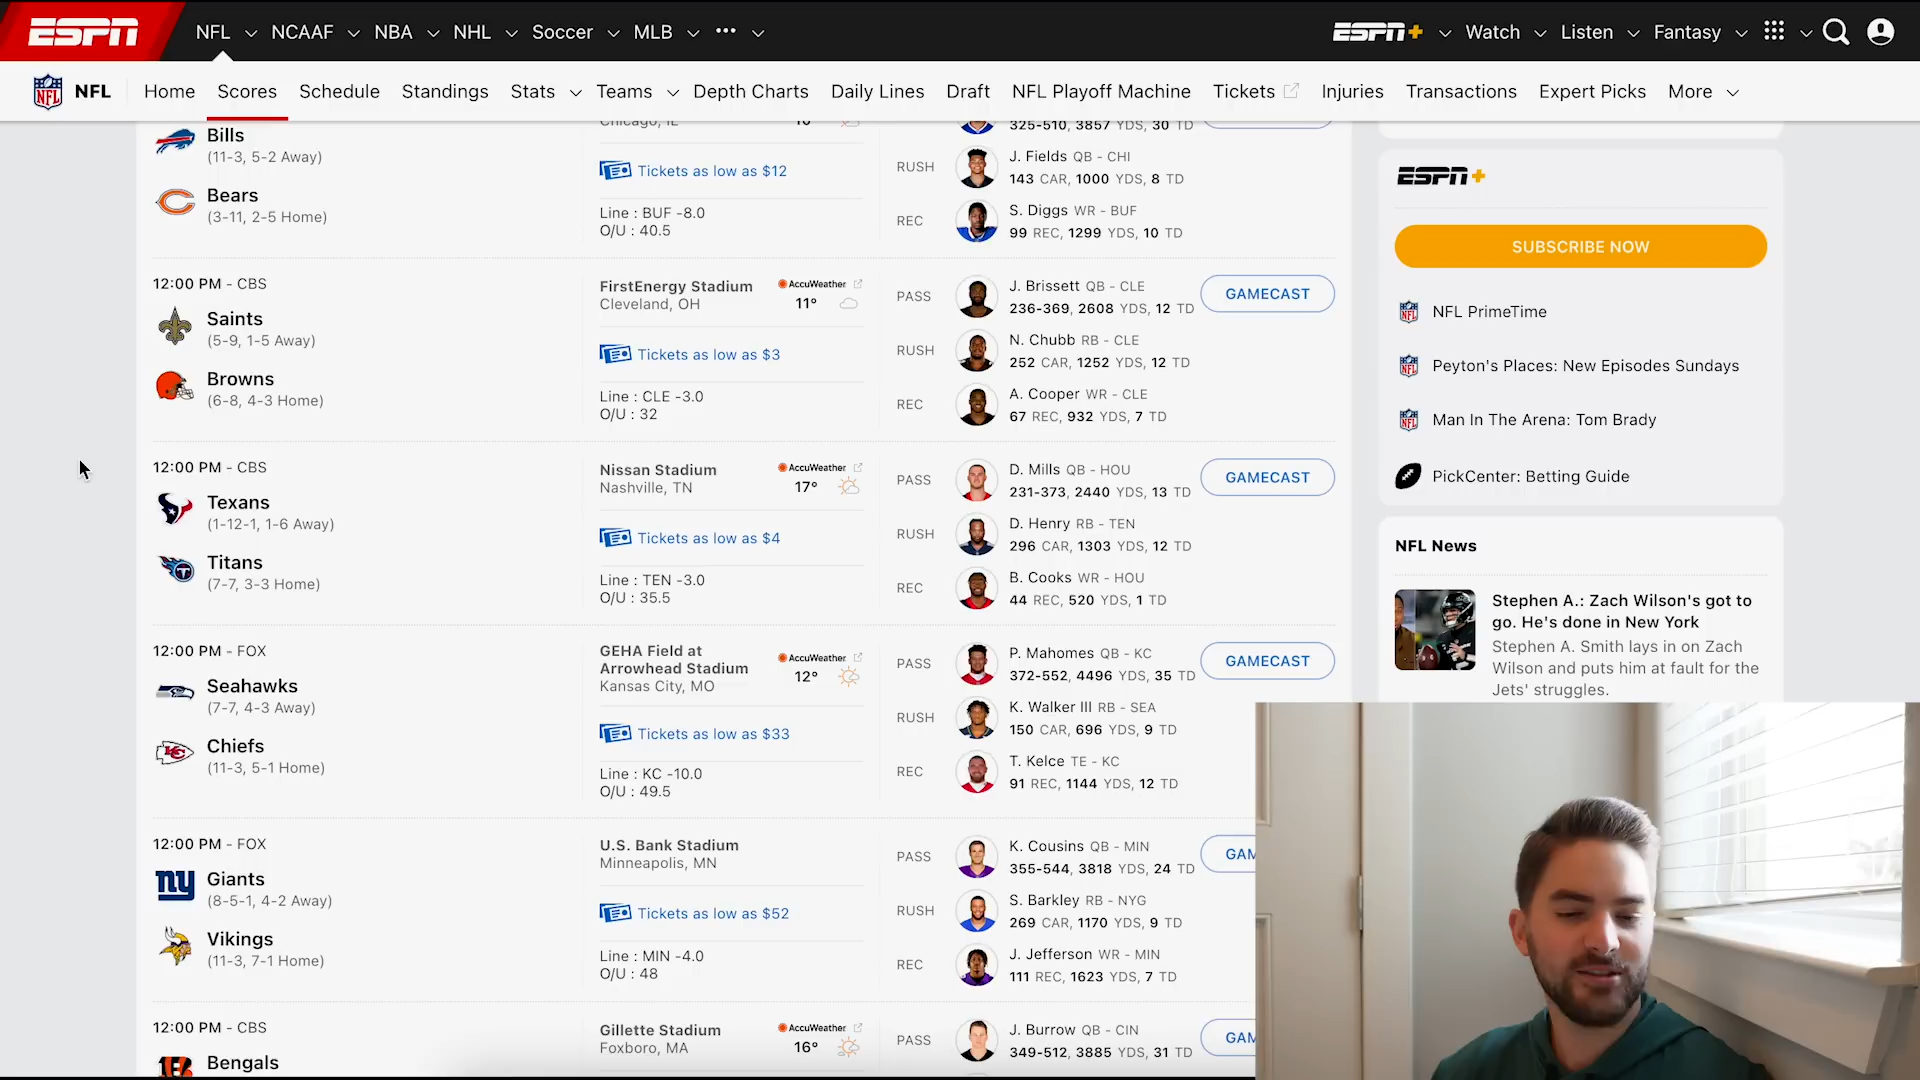 ESPN NFL NCAAF NBA NHL Soccer MLB ••• ESPN+ Watch Listen Fantasy
NFL NFL Home Scores Schedule Standings Stats Teams Depth Charts Daily Lines Draft NFL Playoff Machine Tickets Injuries Transactions Expert Picks More
Bills
(11-3, 5-2 Away)
Bears
(3-11, 2-5 Home)
Chicago, IL
Tickets as low as $12
Line : BUF -8.0
O/U : 40.5
325-510, 3857 YDS, 30 TD
RUSH
J. Fields QB - CHI
143 CAR, 1000 YDS, 8 TD
REC
S. Diggs WR - BUF
99 REC, 1299 YDS, 10 TD
12:00 PM - CBS
Saints
(5-9, 1-5 Away)
Browns
(6-8, 4-3 Home)
FirstEnergy Stadium
Cleveland, OH
AccuWeather
11°
Tickets as low as $3
Line : CLE -3.0
O/U : 32
PASS
J. Brissett QB - CLE
236-369, 2608 YDS, 12 TD
RUSH
N. Chubb RB - CLE
252 CAR, 1252 YDS, 12 TD
REC
A. Cooper WR - CLE
67 REC, 932 YDS, 7 TD
GAMECAST
12:00 PM - CBS
Texans
(1-12-1, 1-6 Away)
Titans
(7-7, 3-3 Home)
Nissan Stadium
Nashville, TN
AccuWeather
17°
Tickets as low as $4
Line : TEN -3.0
O/U : 35.5
PASS
D. Mills QB - HOU
231-373, 2440 YDS, 13 TD
RUSH
D. Henry RB - TEN
296 CAR, 1303 YDS, 12 TD
REC
B. Cooks WR - HOU
44 REC, 520 YDS, 1 TD
GAMECAST
12:00 PM - FOX
Seahawks
(7-7, 4-3 Away)
Chiefs
(11-3, 5-1 Home)
GEHA Field at
Arrowhead Stadium
Kansas City, MO
AccuWeather
12°
Tickets as low as $33
Line : KC -10.0
O/U : 49.5
PASS
P. Mahomes QB - KC
372-552, 4496 YDS, 35 TD
RUSH
K. Walker III RB - SEA
150 CAR, 696 YDS, 9 TD
REC
T. Kelce TE - KC
91 REC, 1144 YDS, 12 TD
GAMECAST
12:00 PM - FOX
ny
Giants
(8-5-1, 4-2 Away)
Vikings
(11-3, 7-1 Home)
U.S. Bank Stadium
Minneapolis, MN
Tickets as low as $52
Line : MIN -4.0
O/U : 48
PASS
K. Cousins QB - MIN
355-544, 3818 YDS, 24 TD
RUSH
S. Barkley RB - NYG
269 CAR, 1170 YDS, 9 TD
REC
J. Jefferson WR - MIN
111 REC, 1623 YDS, 7 TD
GAM
12:00 PM - CBS
Bengals
Gillette Stadium
Foxboro, MA
AccuWeather
16°
PASS
J. Burrow QB - CIN
349-512, 3885 YDS, 31 TD
GAM
ESPN+
SUBSCRIBE NOW
NFL PrimeTime
Peyton's Places: New Episodes Sundays
Man In The Arena: Tom Brady
PickCenter: Betting Guide
NFL News
Stephen A.: Zach Wilson's got to
go. He's done in New York
Stephen A. Smith lays in on Zach
Wilson and puts him at fault for the
Jets' struggles.